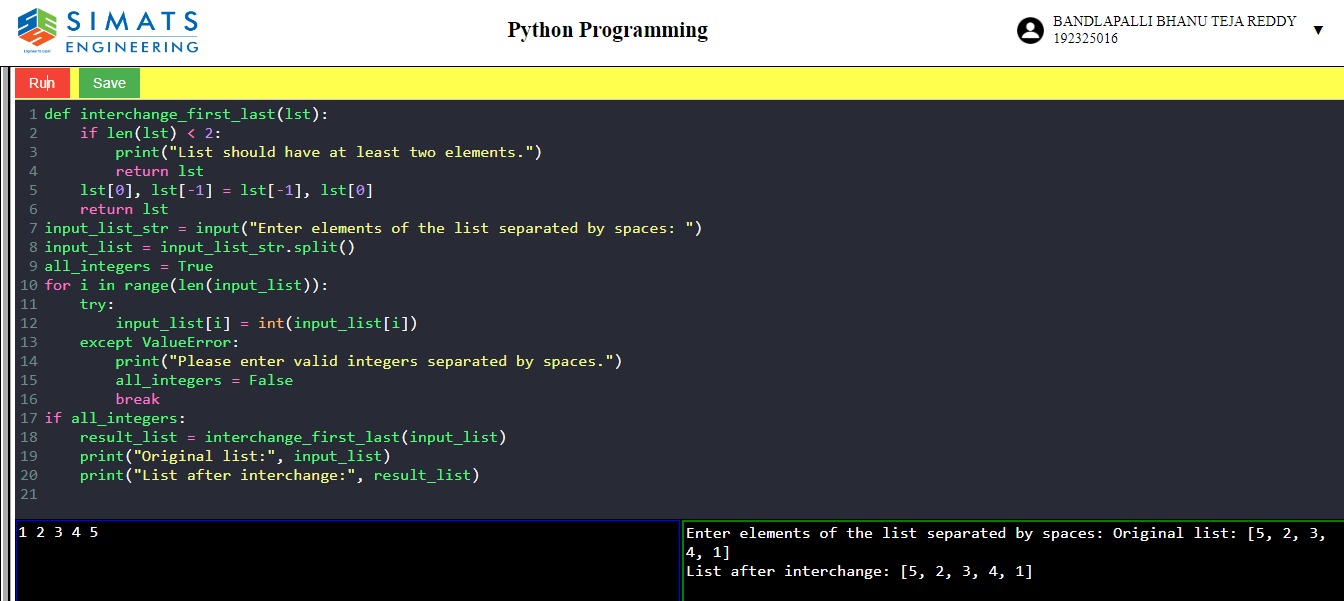 SIMATS
ENGINEERING
Python Programming
BANDLAPALLI BHANU TEJA REDDY
192325016
▼
Run
Save
1 def interchange_first_last(lst):
2     if len(lst) < 2:
3         print("List should have at least two elements.")
4         return lst
5     lst[0], lst[-1] = lst[-1], lst[0]
6     return lst
7 input_list_str = input("Enter elements of the list separated by spaces: ")
8 input_list = input_list_str.split()
9 all_integers = True
10 for i in range(len(input_list)):
11     try:
12         input_list[i] = int(input_list[i])
13     except ValueError:
14         print("Please enter valid integers separated by spaces.")
15         all_integers = False
16         break
17 if all_integers:
18     result_list = interchange_first_last(input_list)
19     print("Original list:", input_list)
20     print("List after interchange:", result_list)
21
1 2 3 4 5
Enter elements of the list separated by spaces: Original list: [5, 2, 3,
4, 1]
List after interchange: [5, 2, 3, 4, 1]